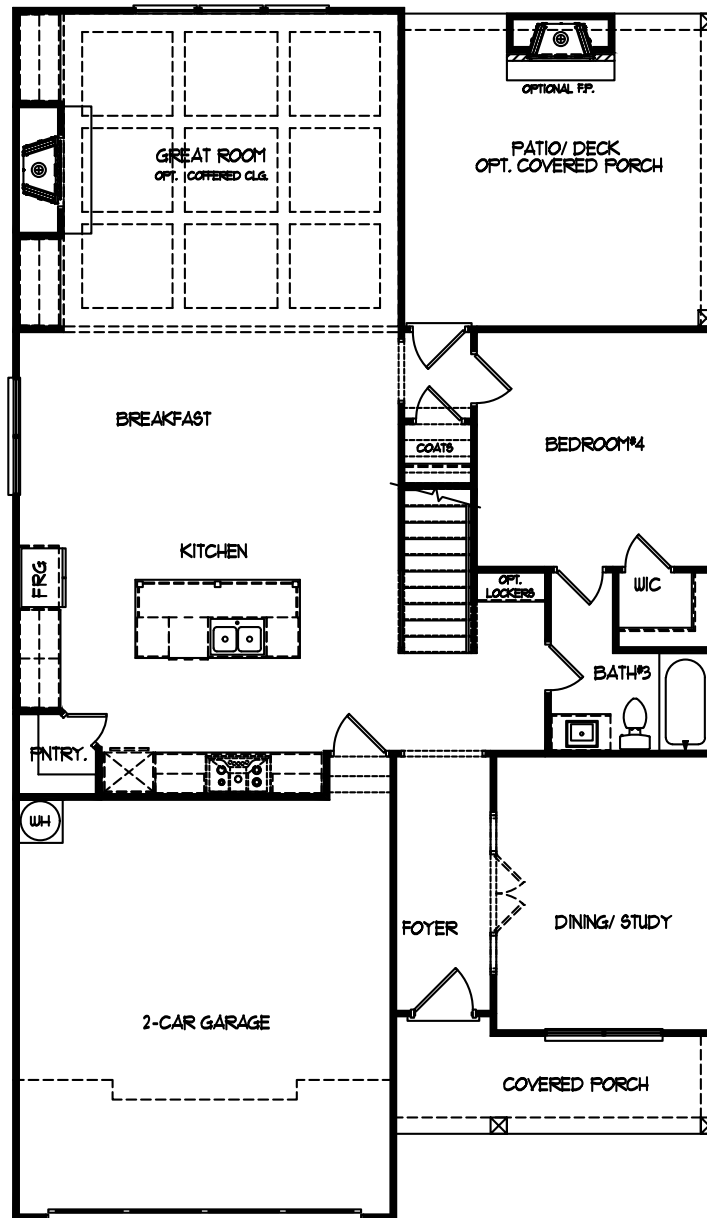 OPTIONAL F.P.
GREAT ROOM
OPT. COFFERED CLG.
PATIO/ DECK
OPT. COVERED PORCH
BREAKFAST
COATS
BEDROOM#4
KITCHEN
FRG
OPT.
LOCKERS
WIC
BATH#3
PNTRY.
WH
FOYER
DINING/ STUDY
2-CAR GARAGE
COVERED PORCH